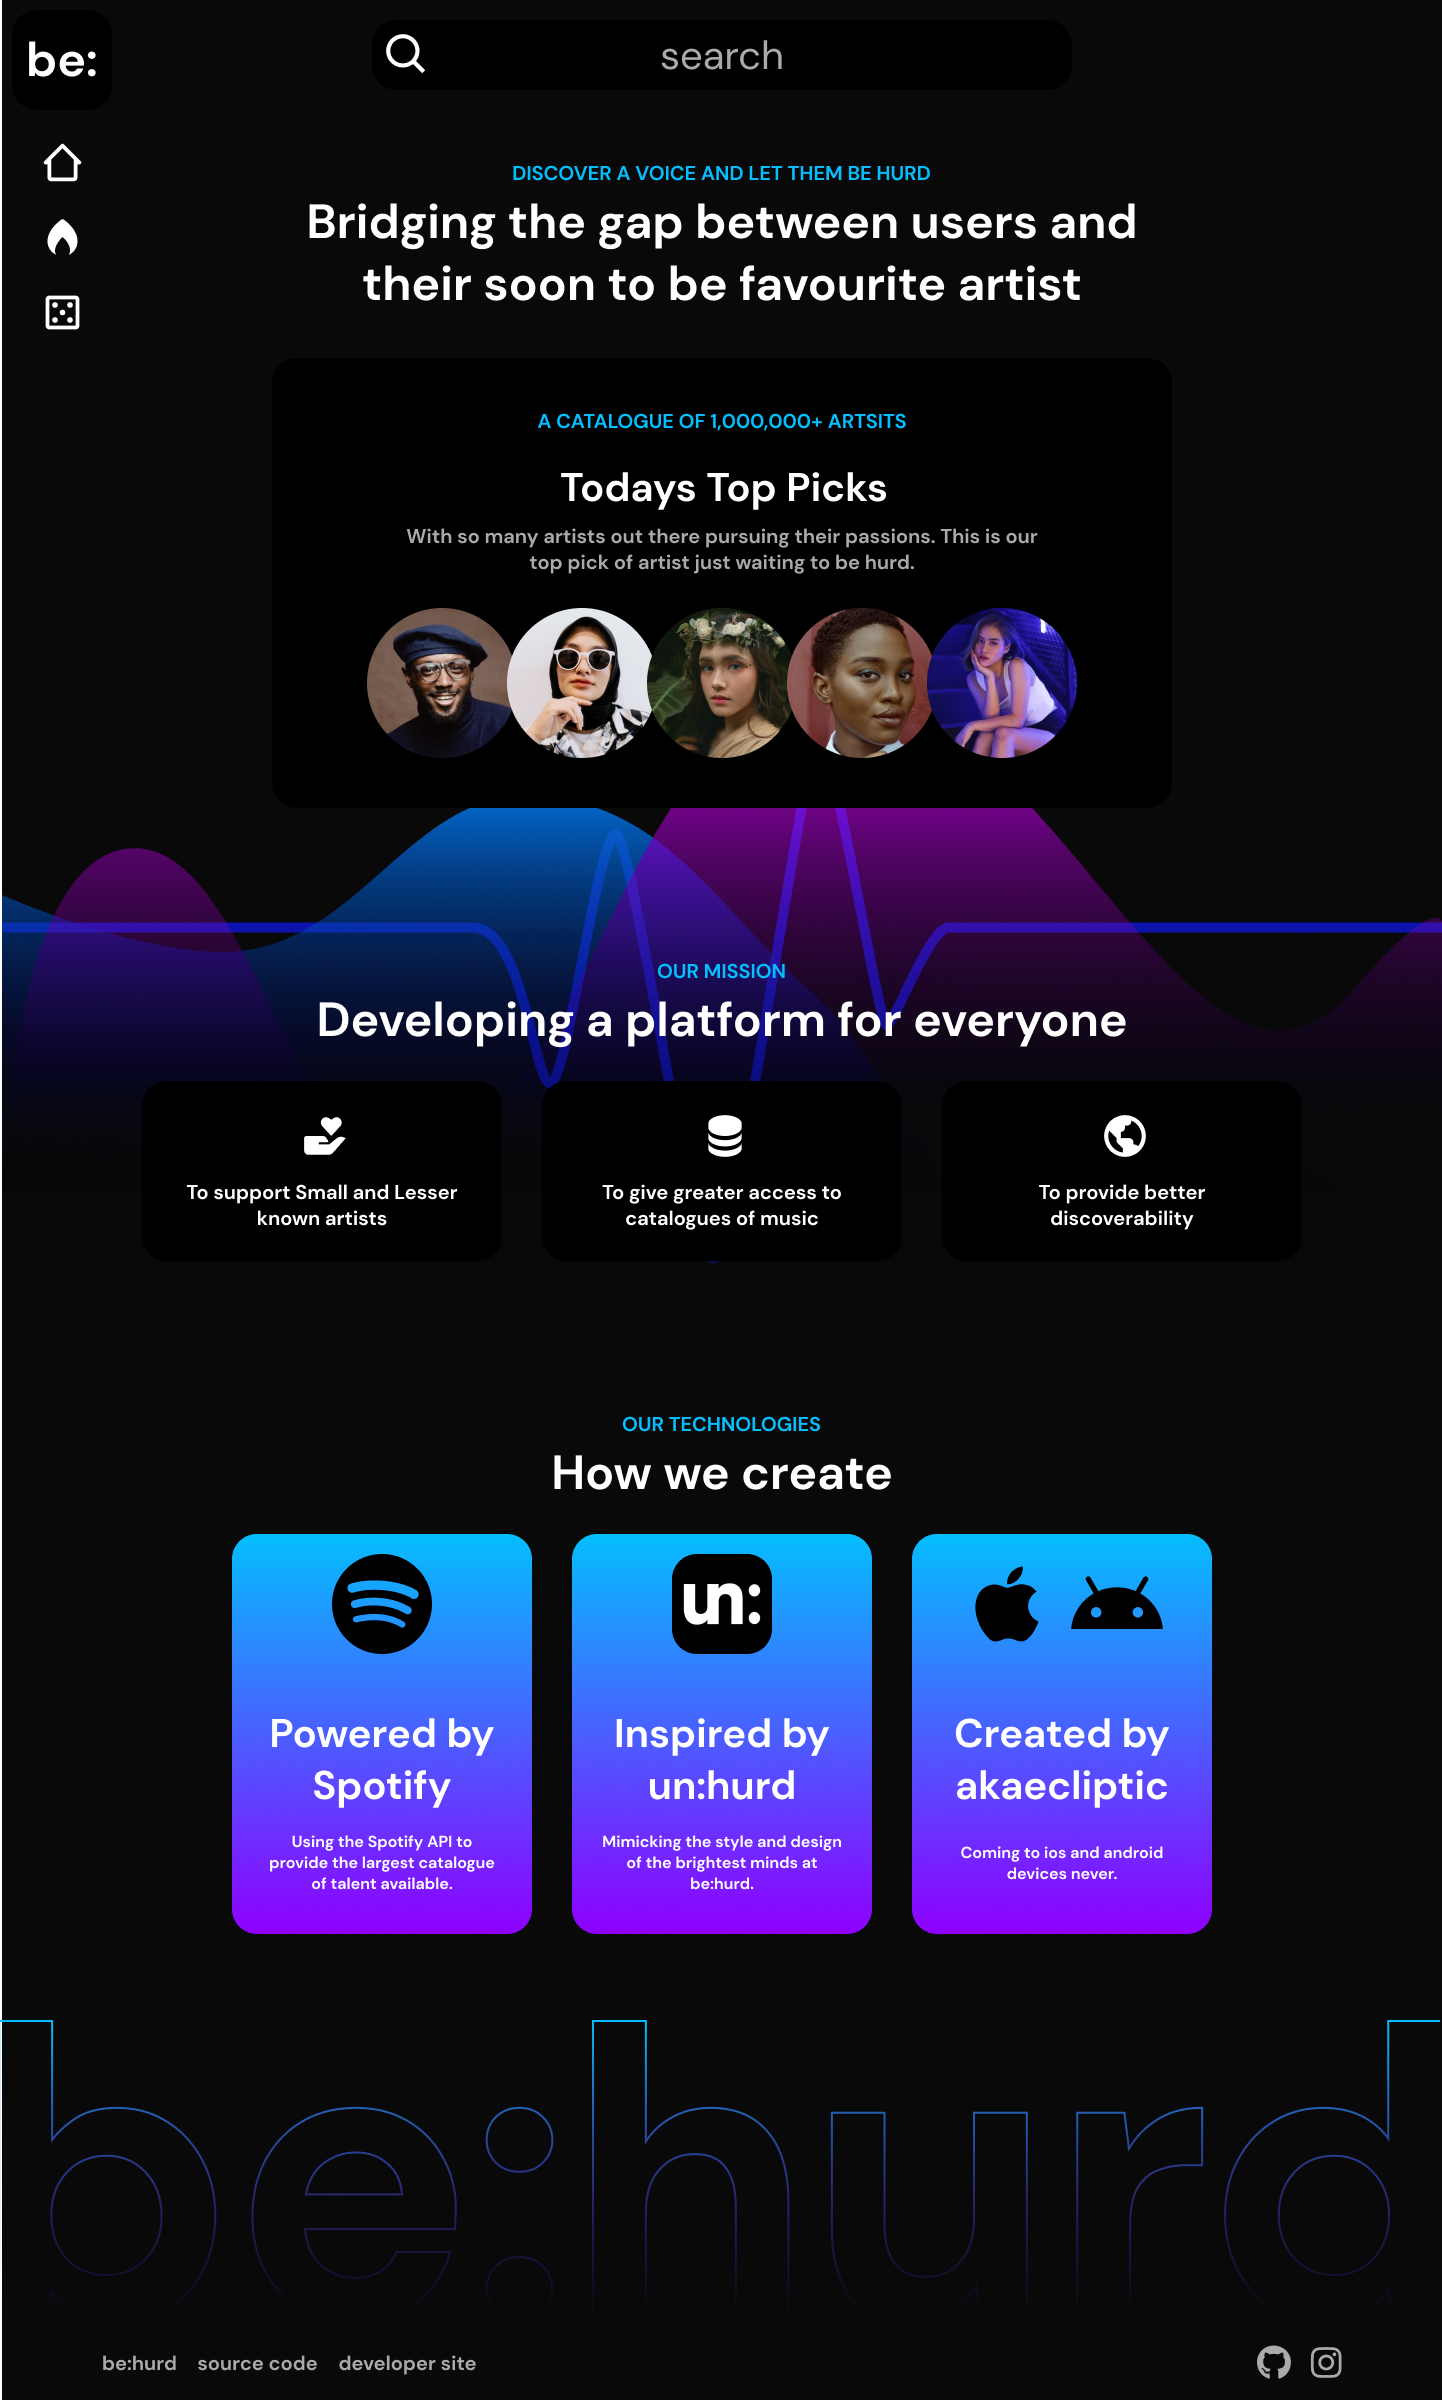 be:
search
DISCOVER A VOICE AND LET THEM BE HURD
Bridging the gap between users and
their soon to be favourite artist
A CATALOGUE OF 1,000,000+ ARTSITS
Todays Top Picks
With so many artists out there pursuing their passions. This is our
top pick of artist just waiting to be hurd.
OUR MISSION
Developing a platform for everyone
To support Small and Lesser
known artists
To give greater access to
catalogues of music
To provide better
discoverability
OUR TECHNOLOGIES
How we create
un:
Powered by
Spotify
Using the Spotify API to
provide the largest catalogue
of talent available.
Inspired by
un:hurd
Mimicking the style and design
of the brightest minds at
be:hurd.
Created by
akaecliptic
Coming to ios and android
devices never.
be:hurd
be:hurd source code developer site